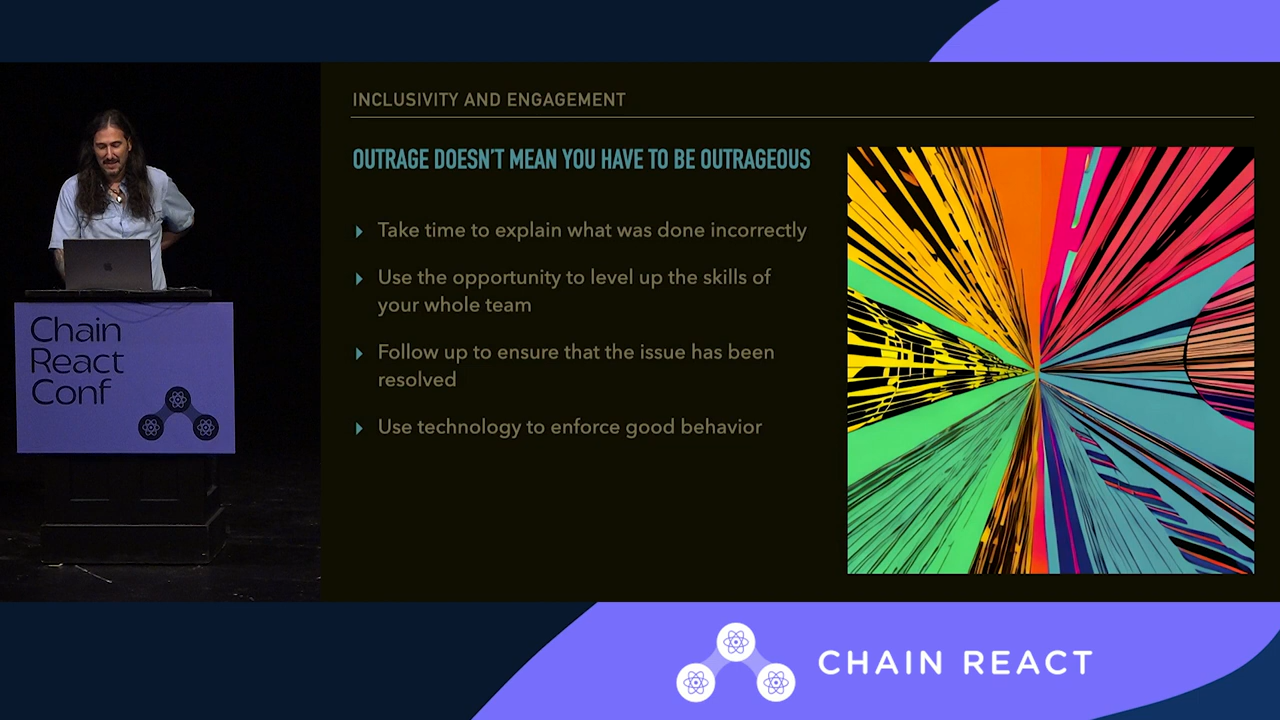 INCLUSIVITY AND ENGAGEMENT
OUTRAGE DOESN'T MEAN YOU HAVE TO BE OUTRAGEOUS
Take time to explain what was done incorrectly
Use the opportunity to level up the skills of
your whole team
Follow up to ensure that the issue has been
resolved
Use technology to enforce good behavior
Chain
React
Conf
CHAIN REACT